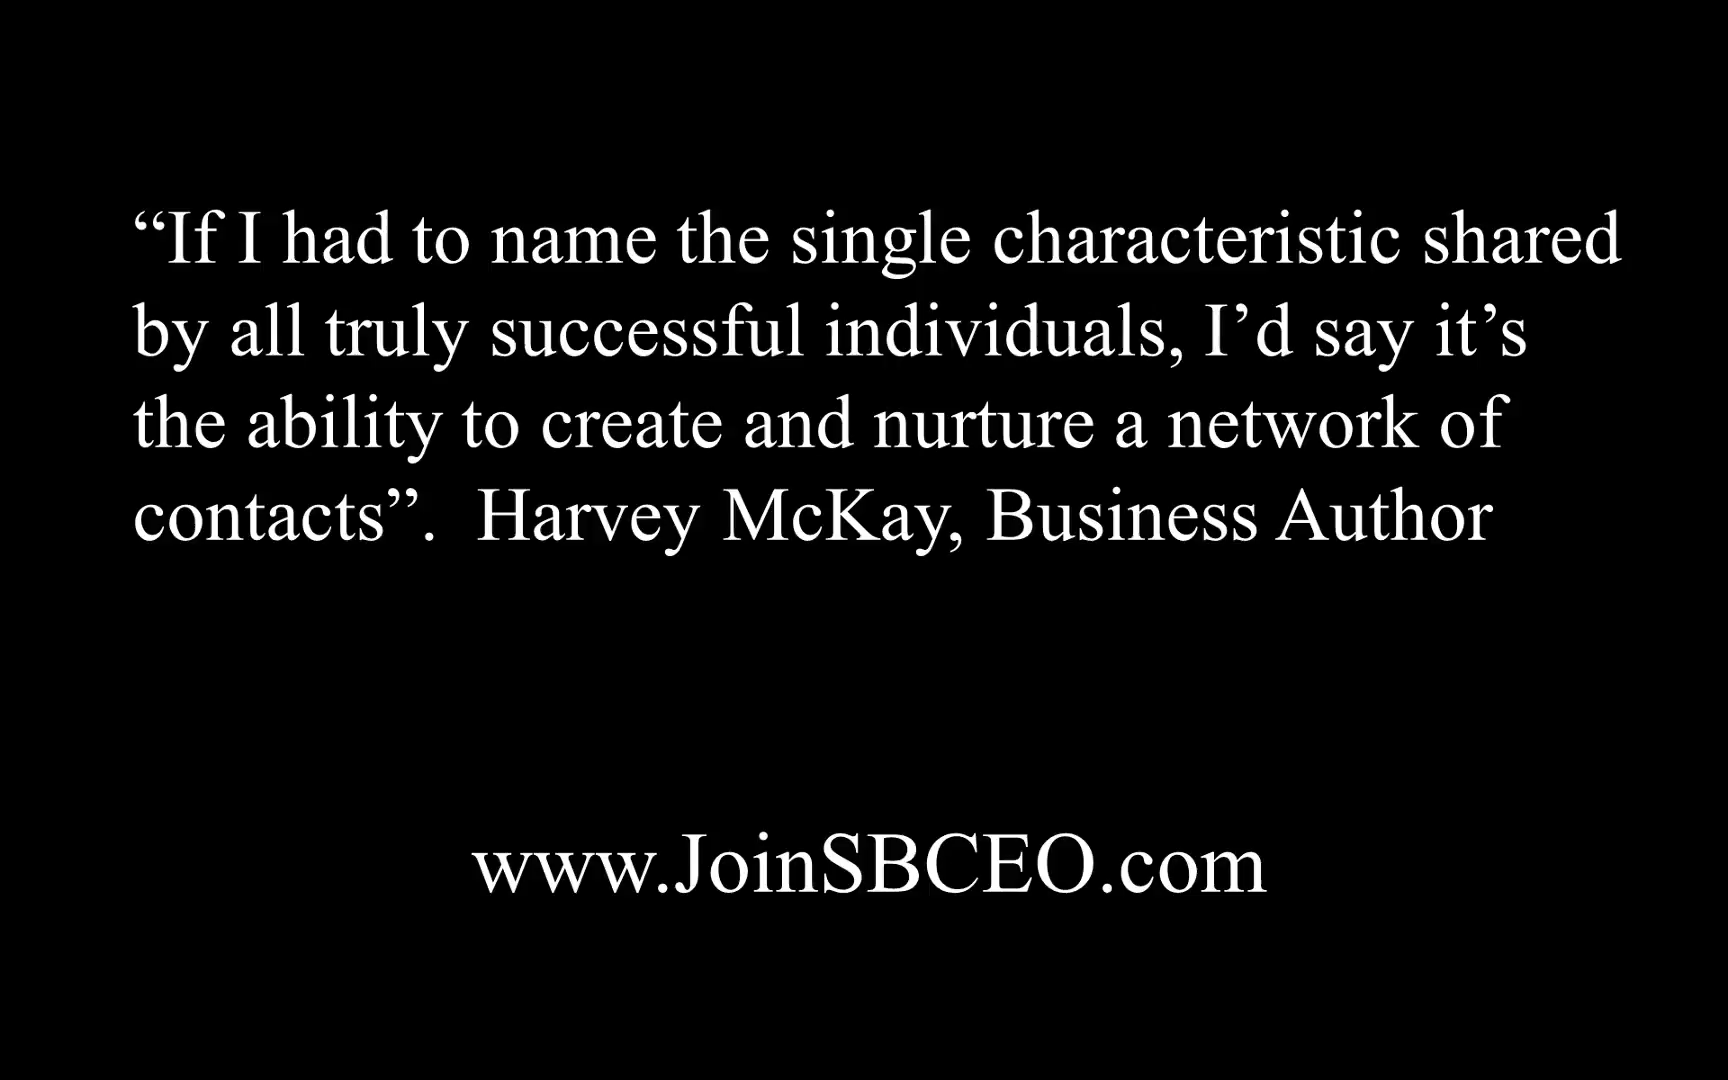 “If I had to name the single characteristic shared
by all truly successful individuals, I’d say it’s
the ability to create and nurture a network of
contacts”.  Harvey McKay, Business Author
www.JoinSBCEO.com